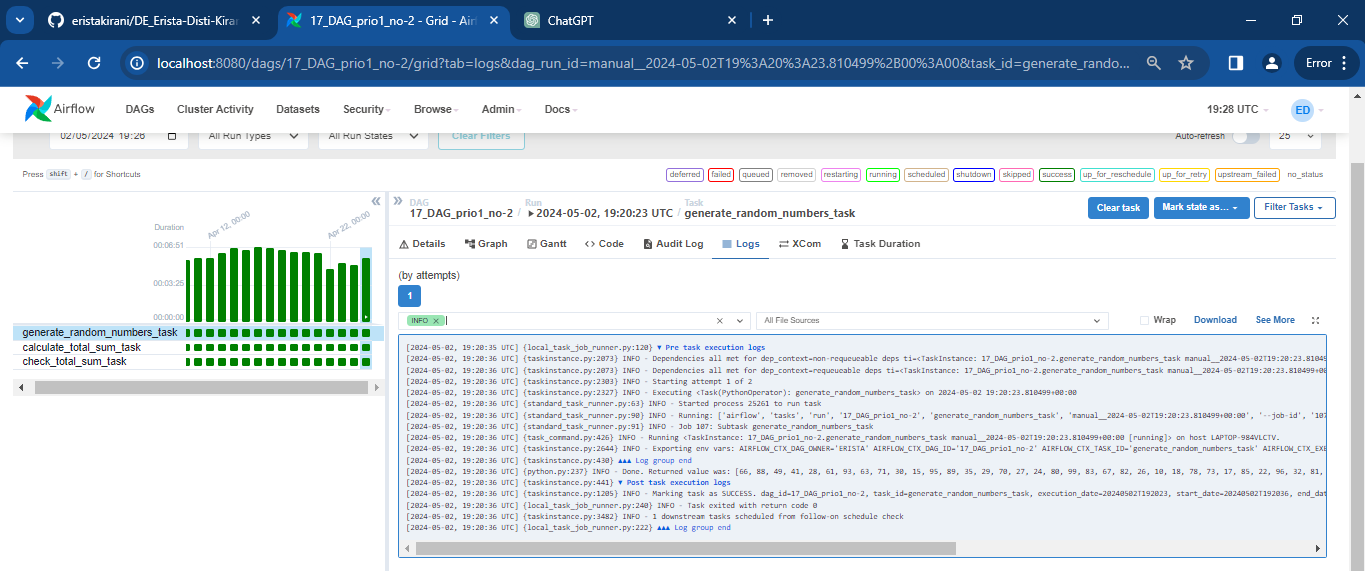 eristakirani/DE_Erista-Disti-Kiran
17_DAG_prio1_no-2 - Grid - Airf
ChatGPT
localhost:8080/dags/17_DAG_prio1_no-2/grid?tab=logs&dag_run_id=manual__2024-05-02T19%3A20%3A23.810499%2B00%3A00&task_id=generate_rando...
Error
Airflow DAGs Cluster Activity Datasets Security Browse Admin Docs 19:28 UTC ED
02/05/2024 19:26 All Run Types All Run States Clear Filters Auto-refresh 25
Press shift + / for Shortcuts
deferred failed queued removed restarting running scheduled shutdown skipped success up_for_reschedule up_for_retry upstream_failed no_status
DAG Run Task
17_DAG_prio1_no-2 / 2024-05-02, 19:20:23 UTC / generate_random_numbers_task
Clear task Mark state as... Filter Tasks
Details Graph Gantt Code Audit Log Logs XCom Task Duration
Apr 12, 00:00 Apr 22, 00:00
Duration
00:06:51
00:03:25
00:00:00
generate_random_numbers_task
calculate_total_sum_task
check_total_sum_task
(by attempts)
1
INFO All File Sources Wrap Download See More
[2024-05-02, 19:20:35 UTC] {local_task_job_runner.py:120} ▼ Pre task execution logs
[2024-05-02, 19:20:36 UTC] {taskinstance.py:2073} INFO - Dependencies all met for dep_context=non-requeueable deps ti=<TaskInstance: 17_DAG_prio1_no-2.generate_random_numbers_task manual__2024-05-02T19:20:23.810499
[2024-05-02, 19:20:36 UTC] {taskinstance.py:2073} INFO - Dependencies all met for dep_context=requeueable deps ti=<TaskInstance: 17_DAG_prio1_no-2.generate_random_numbers_task manual__2024-05-02T19:20:23.810499+00
[2024-05-02, 19:20:36 UTC] {taskinstance.py:2303} INFO - Starting attempt 1 of 2
[2024-05-02, 19:20:36 UTC] {taskinstance.py:2327} INFO - Executing <Task(PythonOperator): generate_random_numbers_task> on 2024-05-02 19:20:23.810499+00:00
[2024-05-02, 19:20:36 UTC] {standard_task_runner.py:63} INFO - Started process 25261 to run task
[2024-05-02, 19:20:36 UTC] {standard_task_runner.py:90} INFO - Running: ['airflow', 'tasks', 'run', '17_DAG_prio1_no-2', 'generate_random_numbers_task', 'manual__2024-05-02T19:20:23.810499+00:00', '--job-id', '107
[2024-05-02, 19:20:36 UTC] {standard_task_runner.py:91} INFO - Job 107: Subtask generate_random_numbers_task
[2024-05-02, 19:20:36 UTC] {task_command.py:426} INFO - Running <TaskInstance: 17_DAG_prio1_no-2.generate_random_numbers_task manual__2024-05-02T19:20:23.810499+00:00 [running]> on host LAPTOP-984VLCTV.
[2024-05-02, 19:20:36 UTC] {taskinstance.py:2644} INFO - Exporting env vars: AIRFLOW_CTX_DAG_OWNER='ERISTA' AIRFLOW_CTX_DAG_ID='17_DAG_prio1_no-2' AIRFLOW_CTX_TASK_ID='generate_random_numbers_task' AIRFLOW_CTX_EXE
[2024-05-02, 19:20:36 UTC] {taskinstance.py:430} ▲▲▲ Log group end
[2024-05-02, 19:20:36 UTC] {python.py:237} INFO - Done. Returned value was: [66, 88, 49, 41, 28, 61, 93, 63, 71, 30, 15, 95, 89, 35, 29, 70, 27, 24, 80, 99, 83, 67, 82, 26, 10, 18, 78, 73, 17, 85, 22, 96, 32, 81,
[2024-05-02, 19:20:36 UTC] {taskinstance.py:441} ▼ Post task execution logs
[2024-05-02, 19:20:36 UTC] {taskinstance.py:1205} INFO - Marking task as SUCCESS. dag_id=17_DAG_prio1_no-2, task_id=generate_random_numbers_task, execution_date=20240502T192023, start_date=20240502T192036, end_dat
[2024-05-02, 19:20:36 UTC] {local_task_job_runner.py:240} INFO - Task exited with return code 0
[2024-05-02, 19:20:36 UTC] {taskinstance.py:3482} INFO - 1 downstream tasks scheduled from follow-on schedule check
[2024-05-02, 19:20:36 UTC] {local_task_job_runner.py:222} ▲▲▲ Log group end